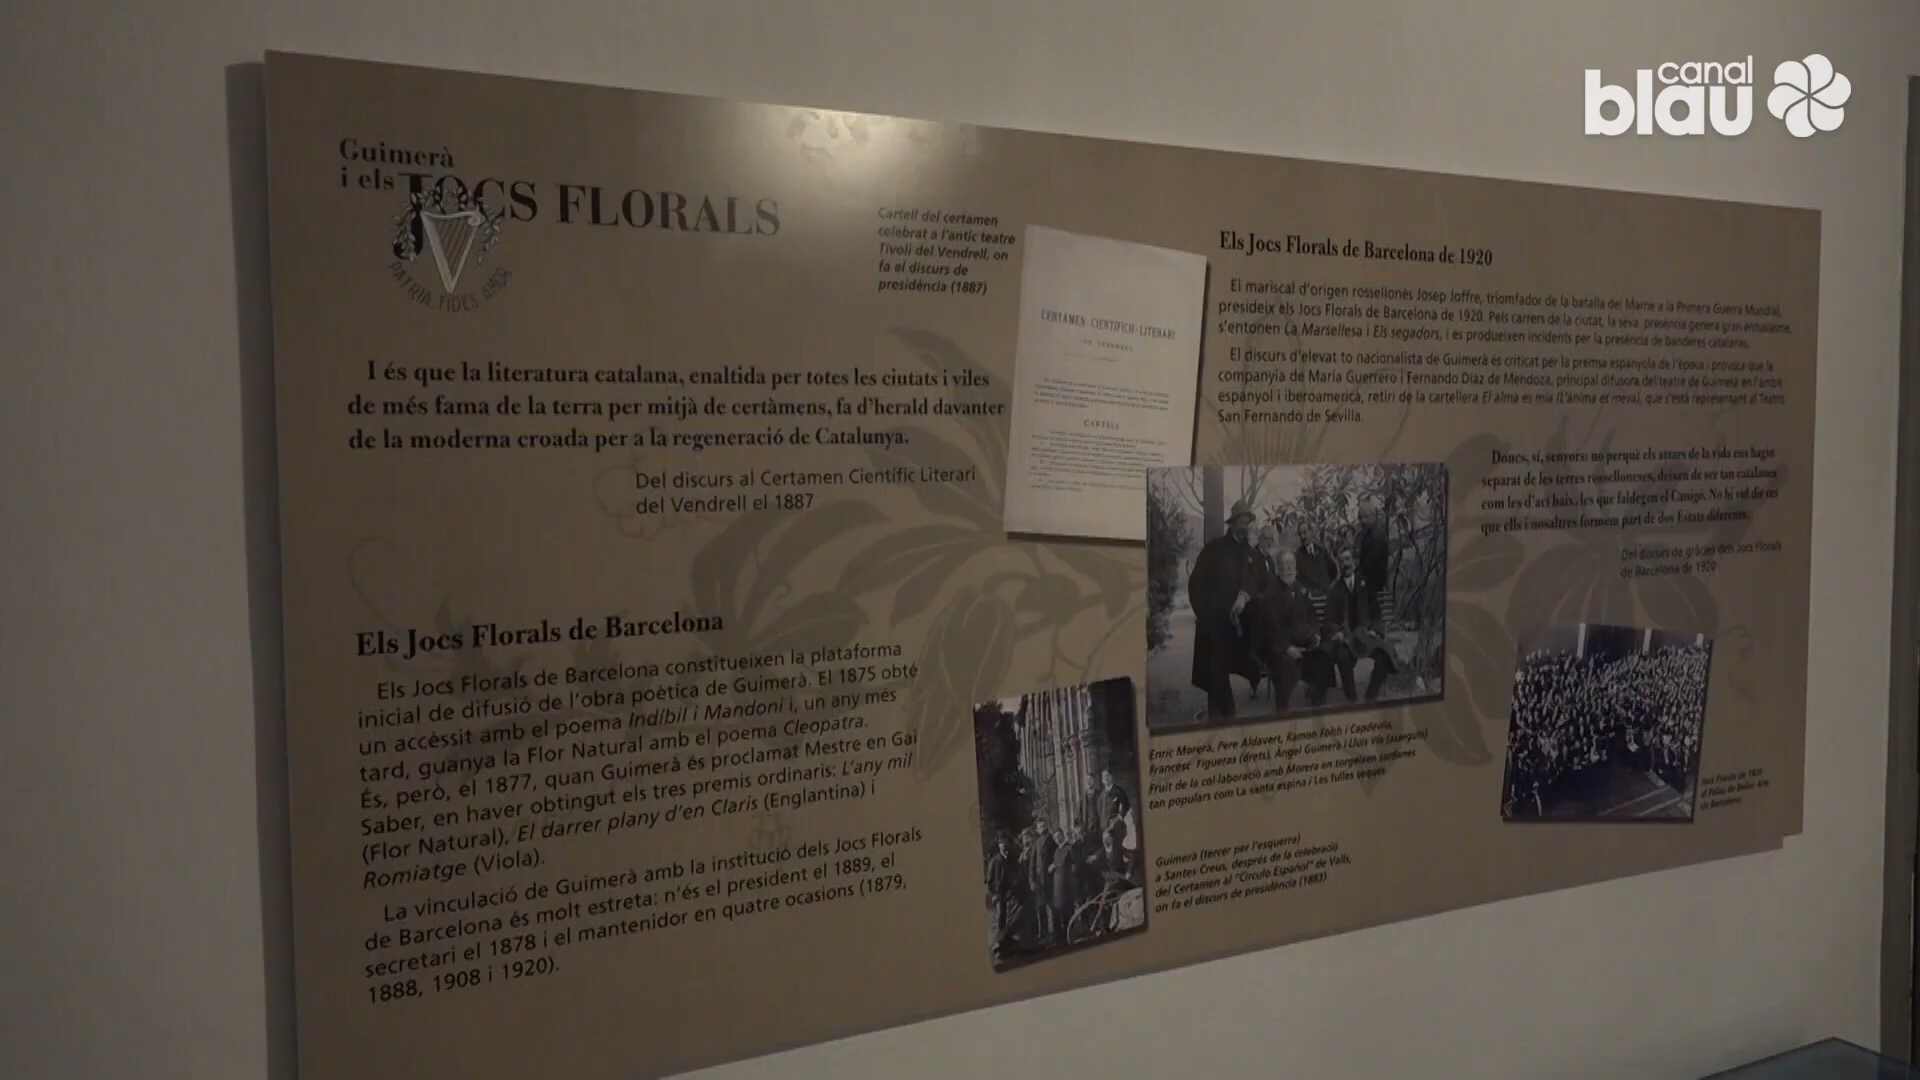 canal
blau
Guimerà
i els JOCS FLORALS
PATRIA FIDES AMOR
I és que la literatura catalana, enaltida per totes les ciutats i viles
de més fama de la terra per mitjà de certàmens, fa d'herald davanter
de la moderna croada per a la regeneració de Catalunya.
Del discurs al Certamen Científic Literari
del Vendrell el 1887
Els Jocs Florals de Barcelona
Els Jocs Florals de Barcelona constitueixen la plataforma
inicial de difusió de l'obra poètica de Guimerà. El 1875 obté
un accèssit amb el poema Indíbil i Mandoni i, un any més
tard, guanya la Flor Natural amb el poema Cleopatra.
És, però, el 1877, quan Guimerà és proclamat Mestre en Gai
Saber, en haver obtingut els tres premis ordinaris: L'any mil
(Flor Natural), El darrer plany d'en Claris (Englantina) i
Romiatge (Viola).
La vinculació de Guimerà amb la institució dels Jocs Florals
de Barcelona és molt estreta: n'és el president el 1889, el
secretari el 1878 i el mantenidor en quatre ocasions (1879,
1888, 1908 i 1920).
Cartell del certamen
celebrat a l'antic teatre
Tívoli del Vendrell, on
fa el discurs de
presidència (1887)
CERTAMEN CIENTIFICH-LITERARI
CARTELL
Enric Morera, Pere Aldavert, Ramon Folch i Capdevila,
Francesc Figueras (drets), Àngel Guimerà i Lluís Via (asseguts)
Fruit de la col·laboració amb Morera en sorgeixen sardanes
tan populars com La santa espina i Les fulles seques
Guimerà (tercer per l'esquerra)
a Santes Creus, després de la celebració
del Certamen al "Círculo Español" de Valls,
on fa el discurs de presidència (1883)
Els Jocs Florals de Barcelona de 1920
El mariscal d'origen rossellonès Josep Joffre, triomfador de la batalla del Marne a la Primera Guerra Mundial,
presideix els Jocs Florals de Barcelona de 1920. Pels carrers de la ciutat, la seva presència genera gran entusiasme,
s'entonen La Marsellesa i Els segadors, i es produeixen incidents per la presència de banderes catalanes.
El discurs d'elevat to nacionalista de Guimerà és criticat per la premsa espanyola de l'època i provoca que la
companyia de María Guerrero i Fernando Díaz de Mendoza, principal difusora del teatre de Guimerà en l'àmbit
espanyol i iberoamericà, retiri de la cartellera El alma es mía (L'ànima és meva), que s'està representant al Teatro
San Fernando de Sevilla.
Doncs, sí, senyors: no perquè els atzars de la vida ens hagin
separat de les terres rosselloneses, deixen de ser tan catalanes
com les d'ací baix, les que faldegen el Canigó. No hi vol dir res
que ells i nosaltres formem part de dos Estats diferents.
Del discurs de gràcies dels Jocs Florals
de Barcelona de 1920
Jocs Florals de 1920
al Palau de Belles Arts
de Barcelona